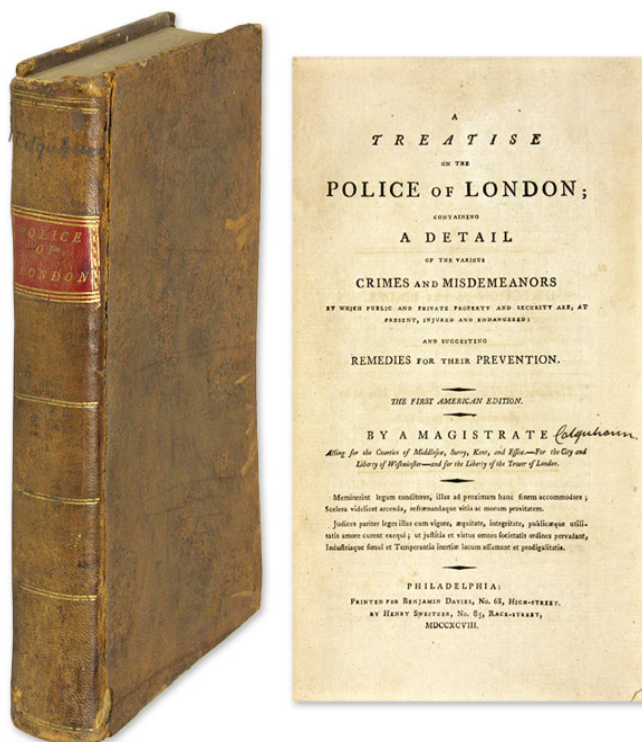 Colquhoun
POLICE
OF
LONDON
A
TREATISE
ON THE
POLICE OF LONDON;
CONTAINING
A DETAIL
OF THE VARIOUS
CRIMES AND MISDEMEANORS
BY WHICH PUBLIC AND PRIVATE PROPERTY AND SECURITY ARE, AT
PRESENT, INJURED AND ENDANGERED:
AND SUGGESTING
REMEDIES FOR THEIR PREVENTION.
THE FIRST AMERICAN EDITION.
BY A MAGISTRATE Colquhoun.
Acting for the Counties of Middleſex, Surry, Kent, and Eſſex.—For the City and
Liberty of Weſtminſter—and for the Liberty of the Tower of London.
Meminerint legum conditores, illas ad proximum hunc finem accommodare;
Scelera videlicet arcenda, refrænandaque vitia ac morum pravitatem.
Judices pariter leges illas cum vigore, æquitate, integritate, publicæque utili-
tatis amore curent exequi; ut juſtitia et virtus omnes ſocietatis ordines pervadant,
Induſtriaque ſimul et Temperantia inertiæ locum aſſumant et prodigalitatis.
PHILADELPHIA:
PRINTED FOR BENJAMIN DAVIES, NO. 68, HIGH-STREET.
BY HENRY SWEITZER, NO. 85, RACE-STREET,
MDCCXCVIII.